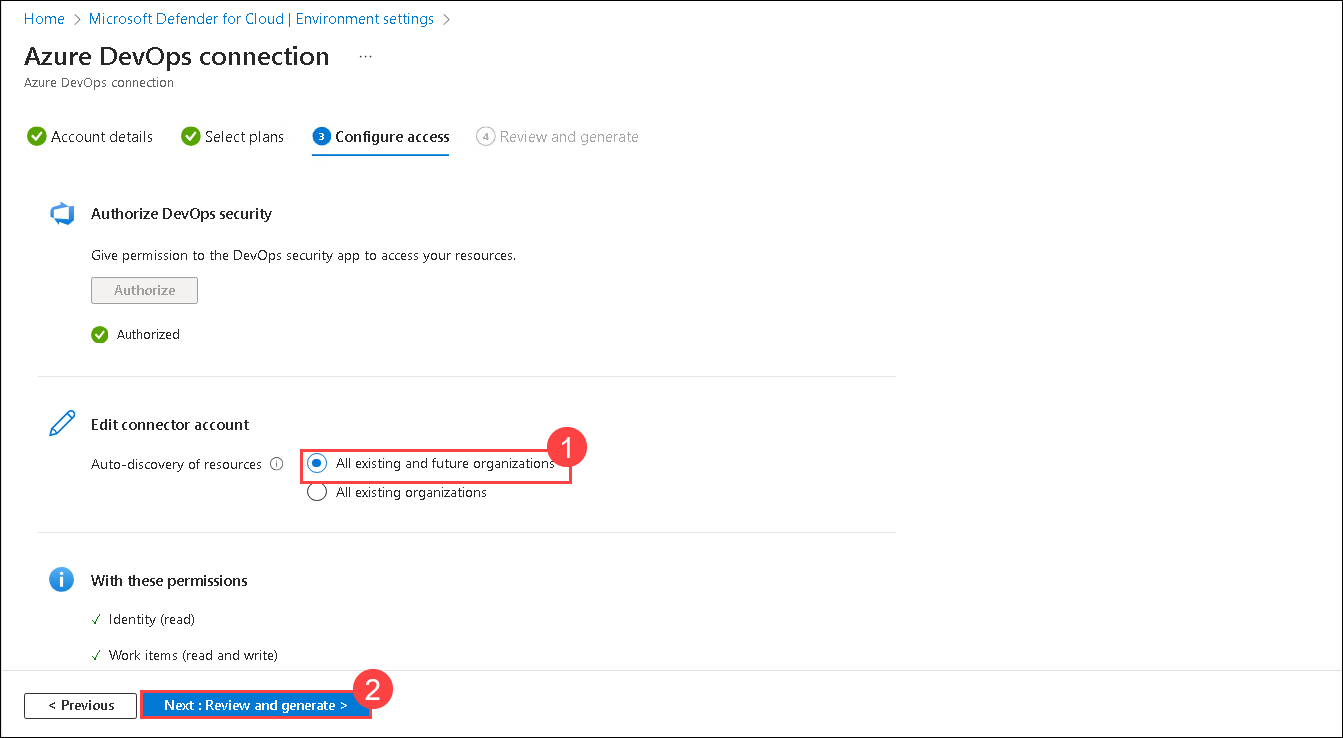 Home > Microsoft Defender for Cloud | Environment settings >
Azure DevOps connection ...
Azure DevOps connection
Account details Select plans 3 Configure access 4 Review and generate
Authorize DevOps security
Give permission to the DevOps security app to access your resources.
Authorize
Authorized
Edit connector account
1
Auto-discovery of resources All existing and future organizations
All existing organizations
With these permissions
Identity (read)
Work items (read and write)
2
< Previous Next : Review and generate >